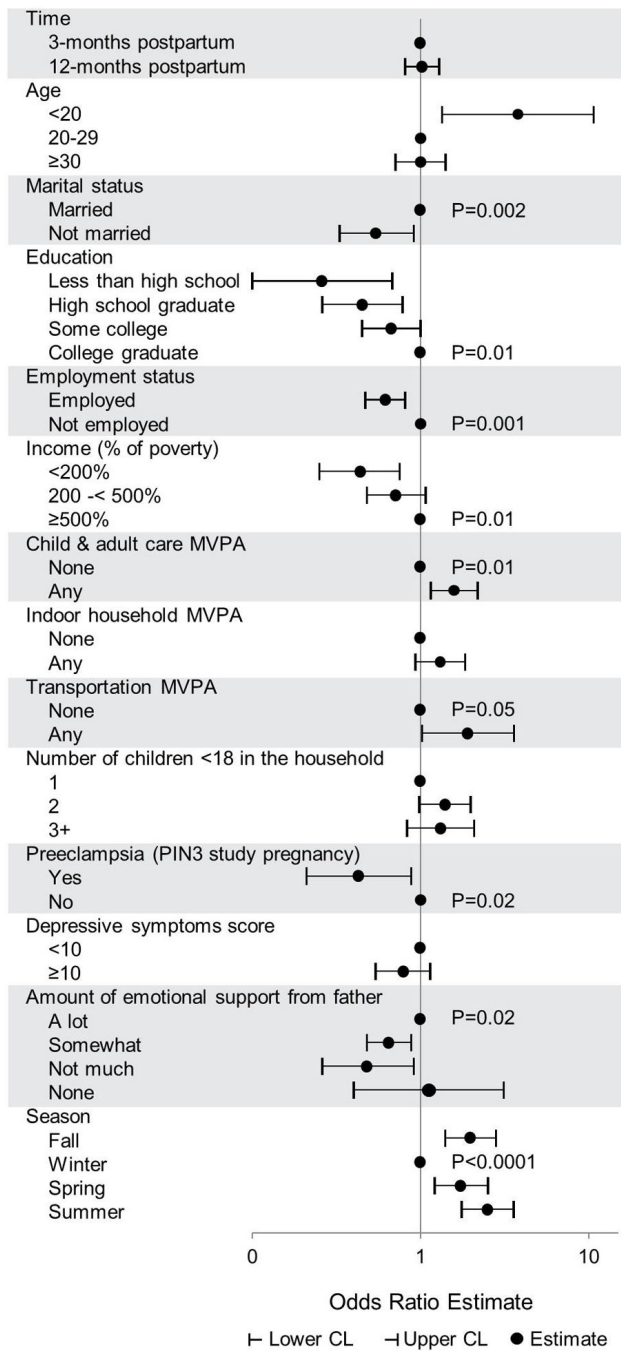 Time
3-months postpartum
12-months postpartum
Age
<20
20-29
≥30
Marital status
Married P=0.002
Not married
Education
Less than high school
High school graduate
Some college
College graduate P=0.01
Employment status
Employed
Not employed P=0.001
Income (% of poverty)
<200%
200 -< 500%
≥500% P=0.01
Child & adult care MVPA
None P=0.01
Any
Indoor household MVPA
None
Any
Transportation MVPA
None P=0.05
Any
Number of children <18 in the household
1
2
3+
Preeclampsia (PIN3 study pregnancy)
Yes
No P=0.02
Depressive symptoms score
<10
≥10
Amount of emotional support from father
A lot P=0.02
Somewhat
Not much
None
Season
Fall
Winter P<0.0001
Spring
Summer
0 1 10
Odds Ratio Estimate
Lower CL Upper CL Estimate